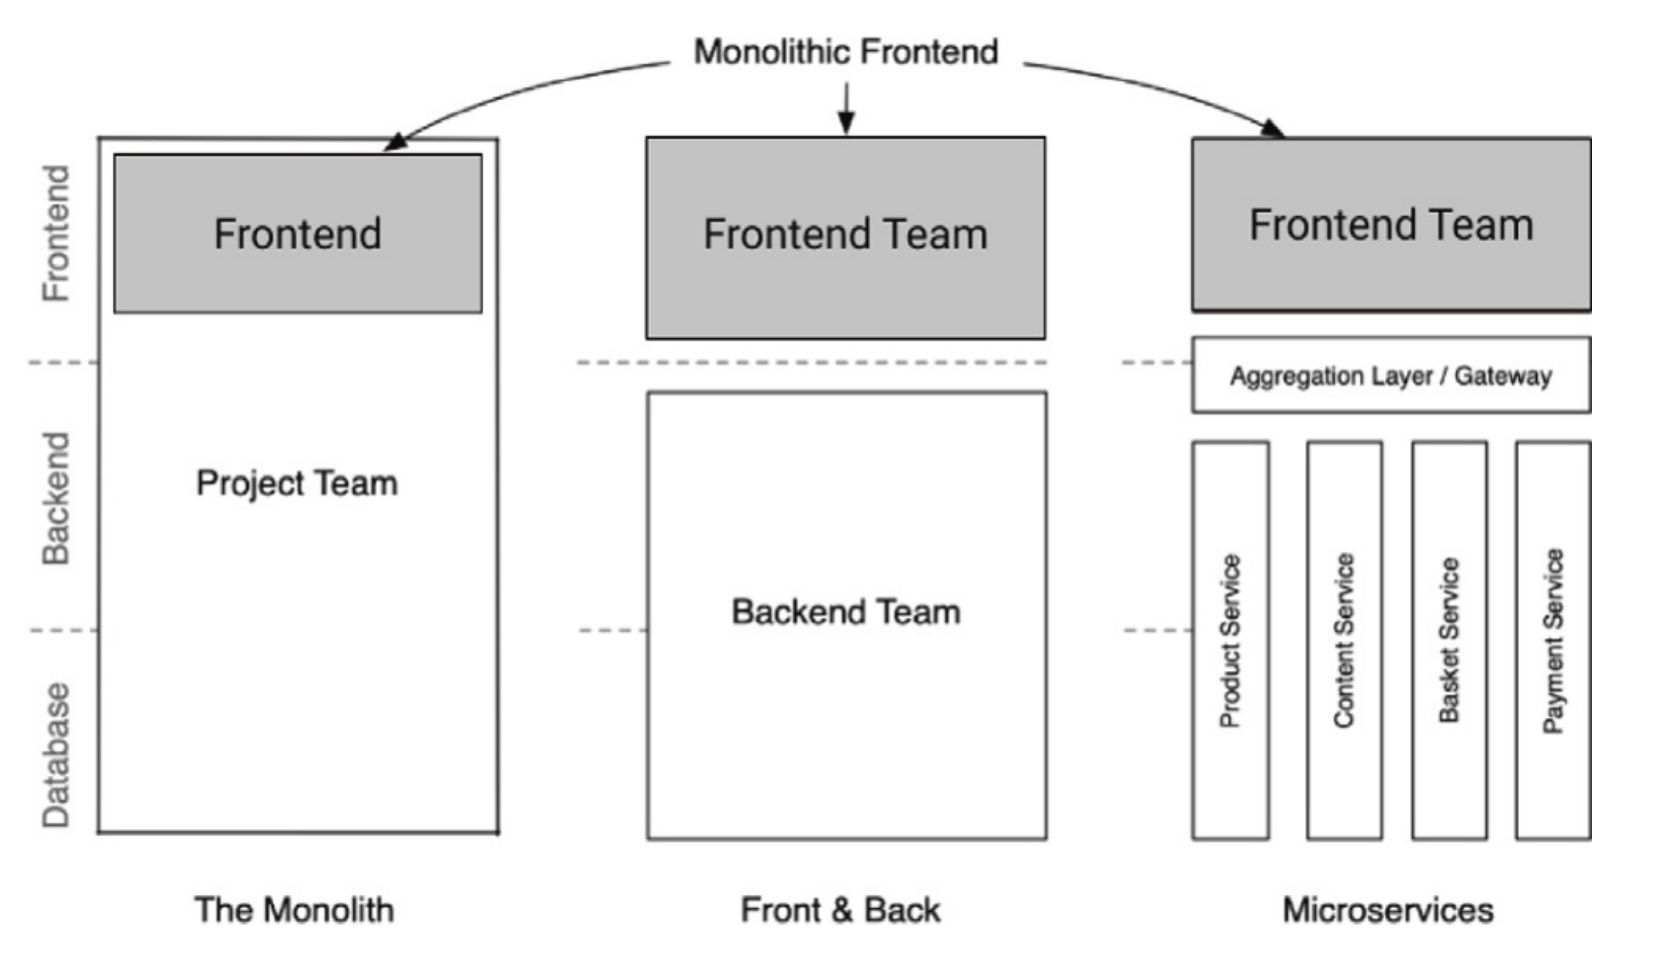 Monolithic Frontend
Frontend
Backend
Database
Frontend
Project Team
The Monolith
Frontend Team
Backend Team
Front & Back
Frontend Team
Aggregation Layer / Gateway
Product Service
Content Service
Basket Service
Payment Service
Microservices